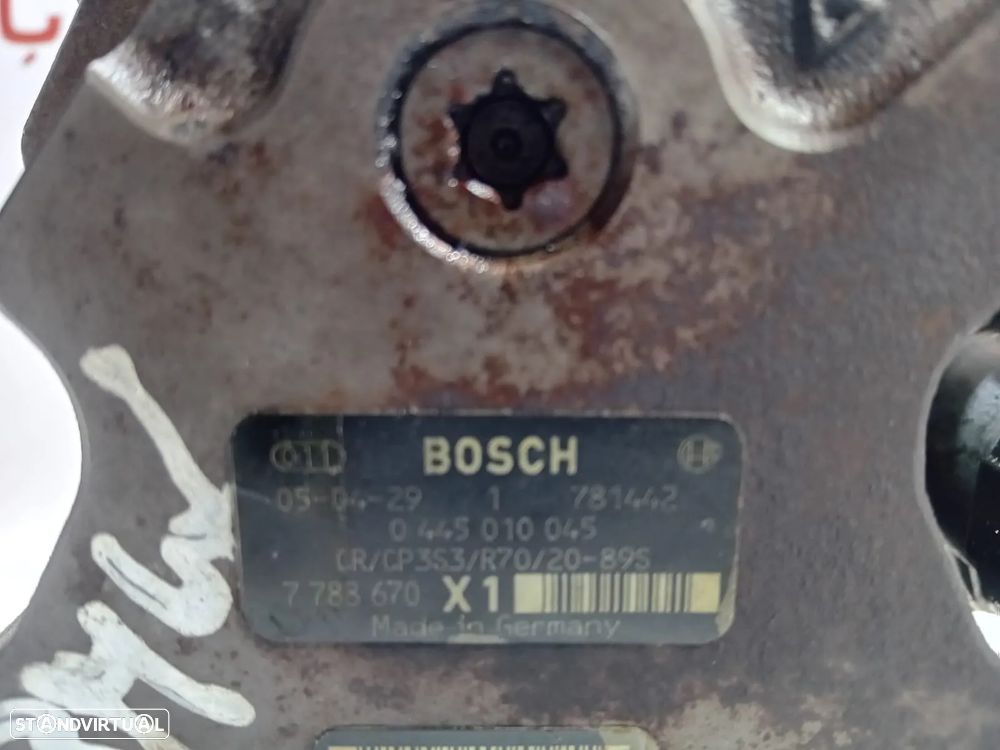 BOSCH
05-04-29 1 781442
0 445 010 045
CR/CP3S3/R70/20-89S
7 788 670 X1
Made in Germany
STANDVIRTUAL